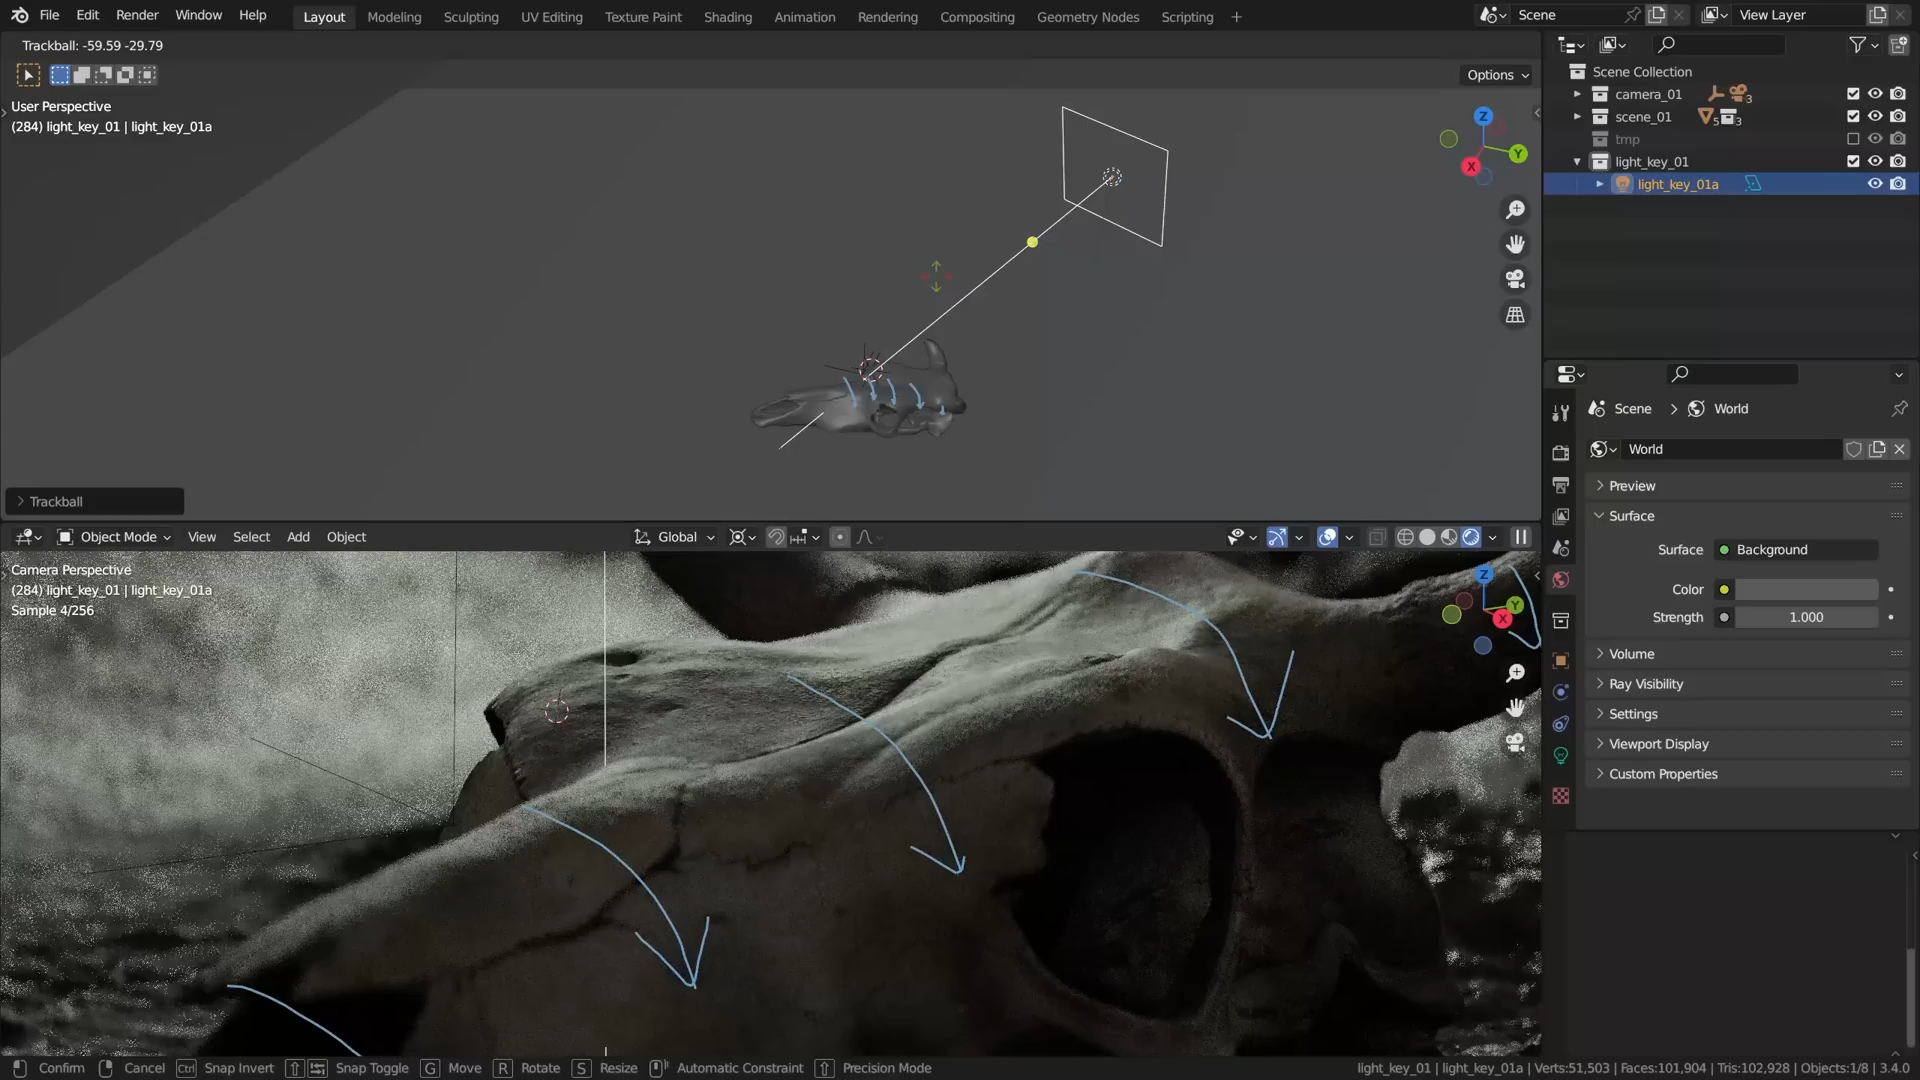 File Edit Render Window Help
Layout Modeling Sculpting UV Editing Texture Paint Shading Animation Rendering Compositing Geometry Nodes Scripting +
Scene View Layer
Trackball: -59.59 -29.79
Options
User Perspective
(284) light_key_01 | light_key_01a
Z
Y
X
Scene Collection
camera_01 3
scene_01 5 3
tmp
light_key_01
light_key_01a
Trackball
Object Mode View Select Add Object
Global
Camera Perspective
(284) light_key_01 | light_key_01a
Sample 4/256
Z
Y
X
Scene > World
World
Preview
Surface
Surface Background
Color
Strength 1.000
Volume
Ray Visibility
Settings
Viewport Display
Custom Properties
Confirm Cancel Ctrl Snap Invert Snap Toggle G Move R Rotate S Resize Automatic Constraint Precision Mode
light_key_01 | light_key_01a | Verts:51,503 | Faces:101,904 | Tris:102,928 | Objects:1/8 | 3.4.0